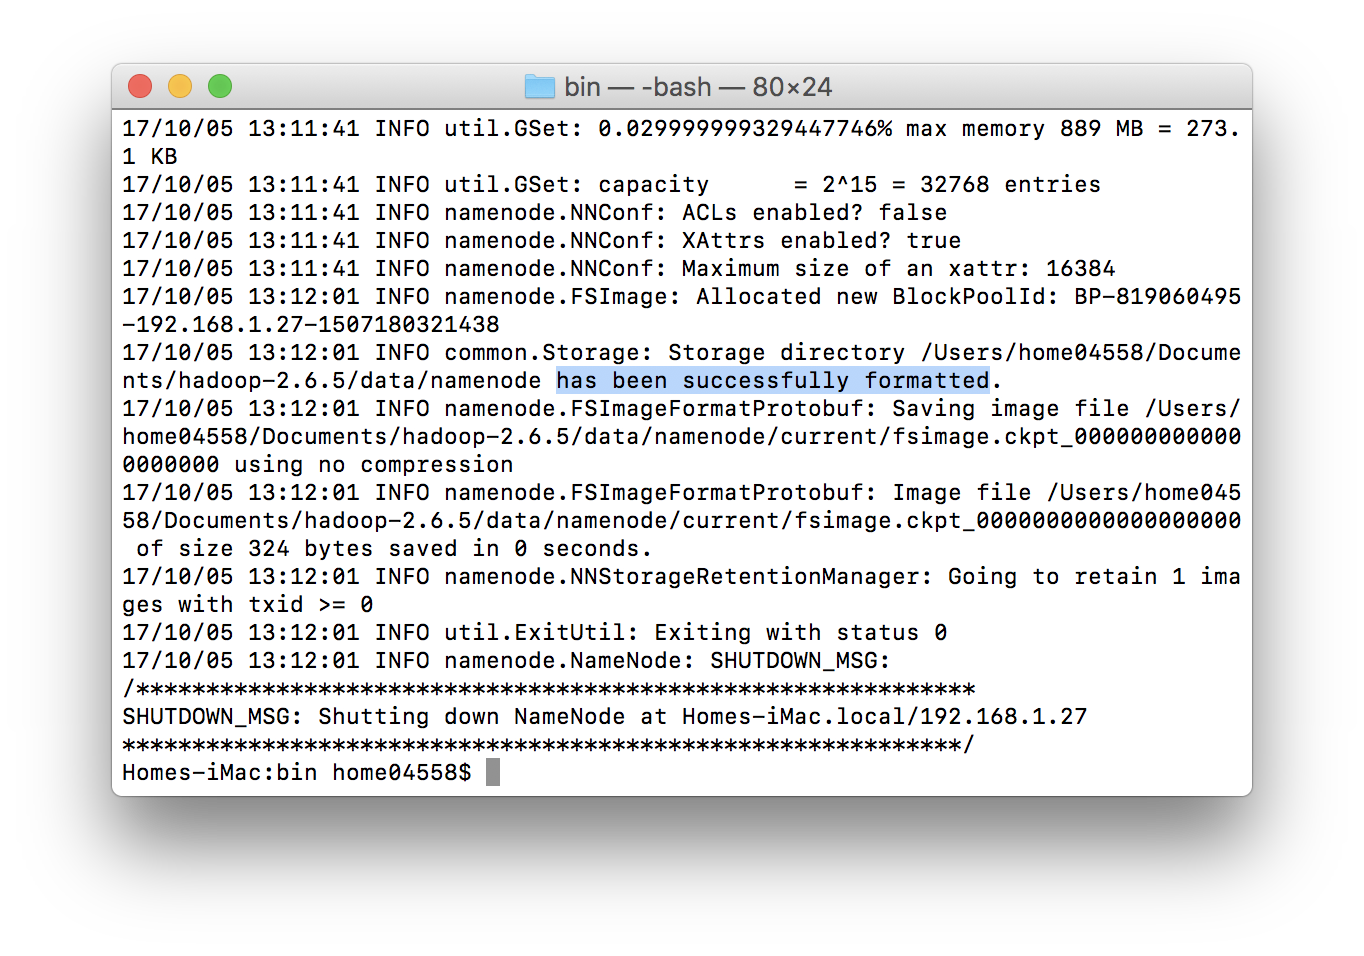 bin — -bash — 80×24
17/10/05 13:11:41 INFO util.GSet: 0.029999999329447746% max memory 889 MB = 273.
1 KB
17/10/05 13:11:41 INFO util.GSet: capacity      = 2^15 = 32768 entries
17/10/05 13:11:41 INFO namenode.NNConf: ACLs enabled? false
17/10/05 13:11:41 INFO namenode.NNConf: XAttrs enabled? true
17/10/05 13:11:41 INFO namenode.NNConf: Maximum size of an xattr: 16384
17/10/05 13:12:01 INFO namenode.FSImage: Allocated new BlockPoolId: BP-819060495
-192.168.1.27-1507180321438
17/10/05 13:12:01 INFO common.Storage: Storage directory /Users/home04558/Docume
nts/hadoop-2.6.5/data/namenode has been successfully formatted.
17/10/05 13:12:01 INFO namenode.FSImageFormatProtobuf: Saving image file /Users/
home04558/Documents/hadoop-2.6.5/data/namenode/current/fsimage.ckpt_000000000000
0000000 using no compression
17/10/05 13:12:01 INFO namenode.FSImageFormatProtobuf: Image file /Users/home045
58/Documents/hadoop-2.6.5/data/namenode/current/fsimage.ckpt_0000000000000000000
 of size 324 bytes saved in 0 seconds.
17/10/05 13:12:01 INFO namenode.NNStorageRetentionManager: Going to retain 1 ima
ges with txid >= 0
17/10/05 13:12:01 INFO util.ExitUtil: Exiting with status 0
17/10/05 13:12:01 INFO namenode.NameNode: SHUTDOWN_MSG:
/************************************************************
SHUTDOWN_MSG: Shutting down NameNode at Homes-iMac.local/192.168.1.27
************************************************************/
Homes-iMac:bin home04558$